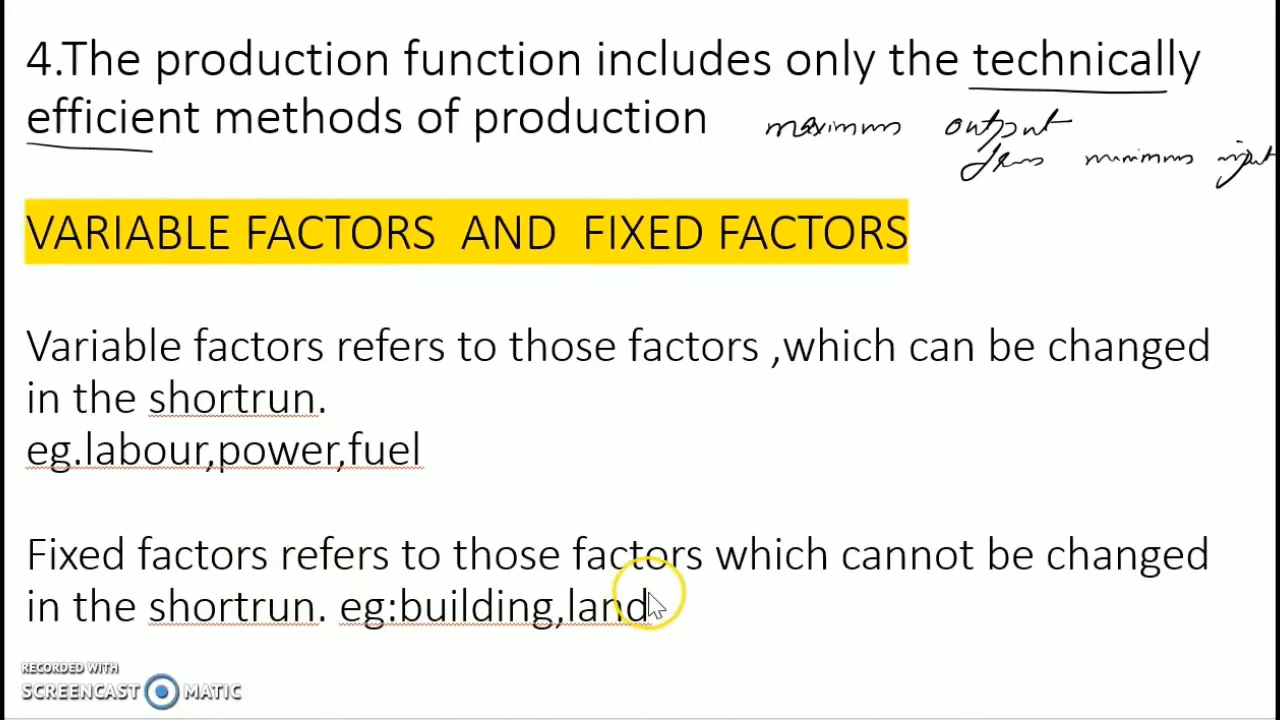 4.The production function includes only the technically
efficient methods of production maximum output
from minimum input
VARIABLE FACTORS AND FIXED FACTORS
Variable factors refers to those factors ,which can be changed
in the shortrun.
eg.labour,power,fuel
Fixed factors refers to those factors which cannot be changed
in the shortrun. eg:building,land
RECORDED WITH
SCREENCAST MATIC